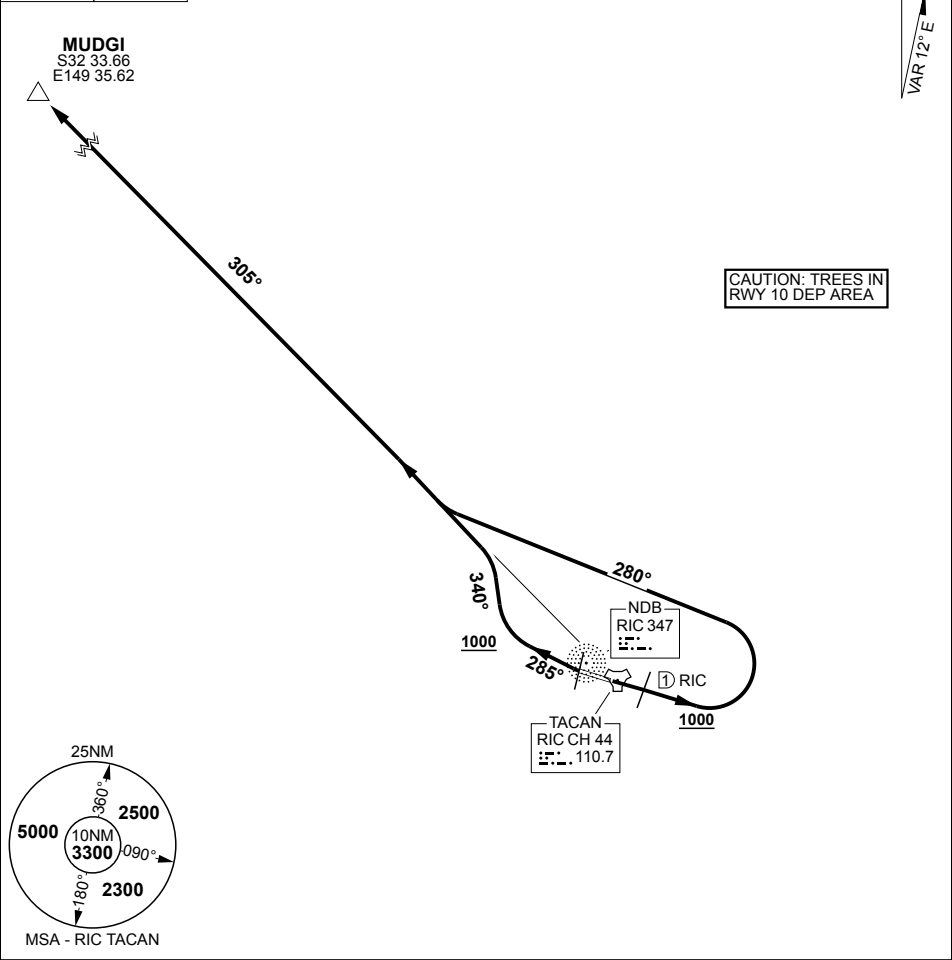 MUDGI
S32 33.66
E149 35.62
VAR 12° E
305°
CAUTION: TREES IN
RWY 10 DEP AREA
280°
340°
NDB
RIC 347
1000
285°
1 RIC
1000
TACAN
RIC CH 44
110.7
25NM
360°
2500
5000
10NM
3300
090°
180°
2300
MSA - RIC TACAN